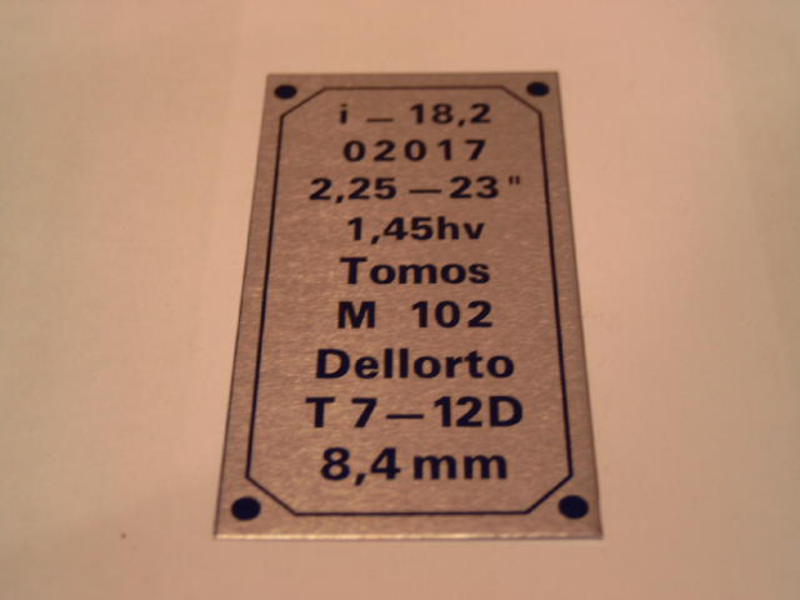 i — 18,2
02017
2,25 — 23"
1,45hv
Tomos
M 102
Dellorto
T 7 — 12D
8,4 mm